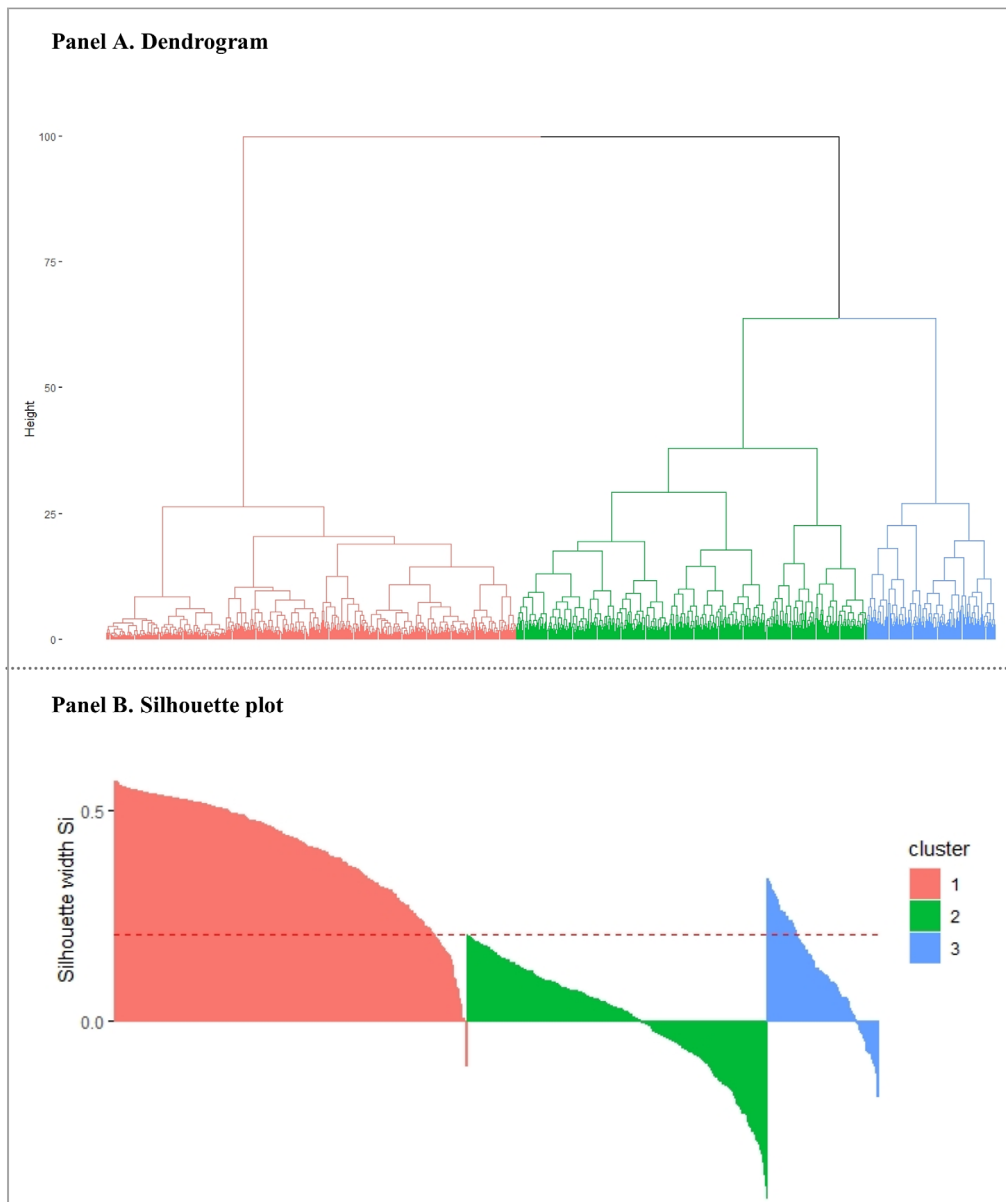 Panel A. Dendrogram
100
75
50
Height
25
0
Panel B. Silhouette plot
0.5
Silhouette width Si
cluster
1
2
3
0.0